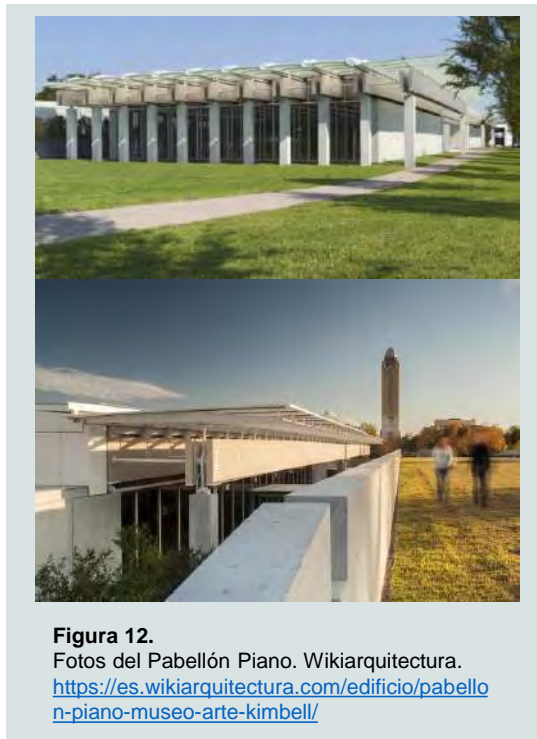 Figura 12.
Fotos del Pabellón Piano. Wikiarquitectura.
https://es.wikiarquitectura.com/edificio/pabello
n-piano-museo-arte-kimbell/